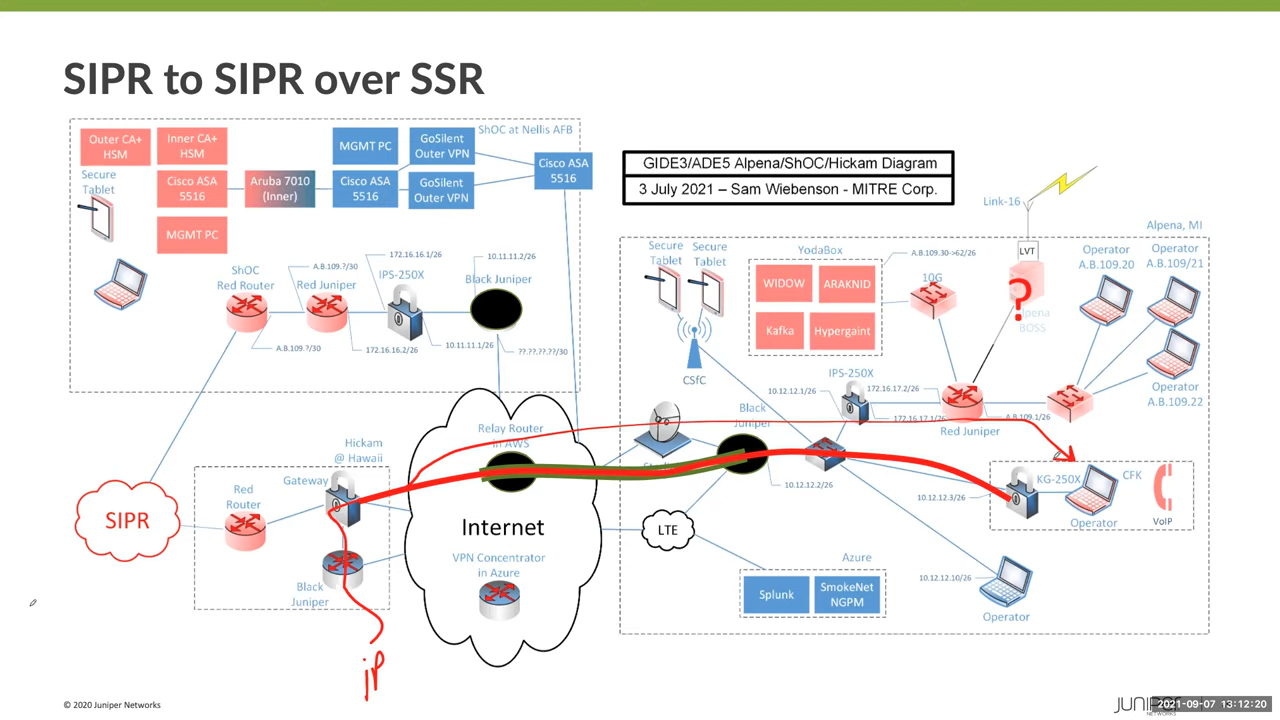 SIPR to SIPR over SSR
ShOC at Nellis AFB
Outer CA+
HSM
Inner CA+
HSM
MGMT PC
GoSilent
Outer VPN
Cisco ASA
5516
Secure
Tablet
Cisco ASA
5516
Aruba 7010
(Inner)
Cisco ASA
5516
GoSilent
Outer VPN
MGMT PC
ShOC
Red Router
A.B.109.?/30
Red Juniper
172.16.16.1/26
IPS-250X
10.11.11.2/26
Black Juniper
A.B.109.?/30
172.16.16.2/26
10.11.11.1/26
??.??.??.??/30
GIDE3/ADE5 Alpena/ShOC/Hickam Diagram
3 July 2021 – Sam Wiebenson - MITRE Corp.
Link-16
Alpena, MI
Secure
Tablet
Secure
Tablet
YodaBox
A.B.109.30->62/26
WIDOW
ARAKNID
Kafka
Hypergaint
10G
LVT
?
BOSS
Operator
A.B.109.20
Operator
A.B.109/21
CSfC
IPS-250X
10.12.12.1/26
172.16.17.2/26
172.16.17.1/26
A.B.109.1/26
Operator
A.B.109.22
Black
Juniper
Red Juniper
10.12.12.2/26
10.12.12.3/26
KG-250X
CFK
Operator
VoIP
SIPR
Hickam
@ Hawaii
Gateway
Red
Router
Black
Juniper
Relay Router
in AWS
Internet
VPN Concentrator
in Azure
LTE
Azure
Splunk
SmokeNet
NGPM
10.12.12.10/26
Operator
IP
© 2020 Juniper Networks
2021-09-07 13:12:20